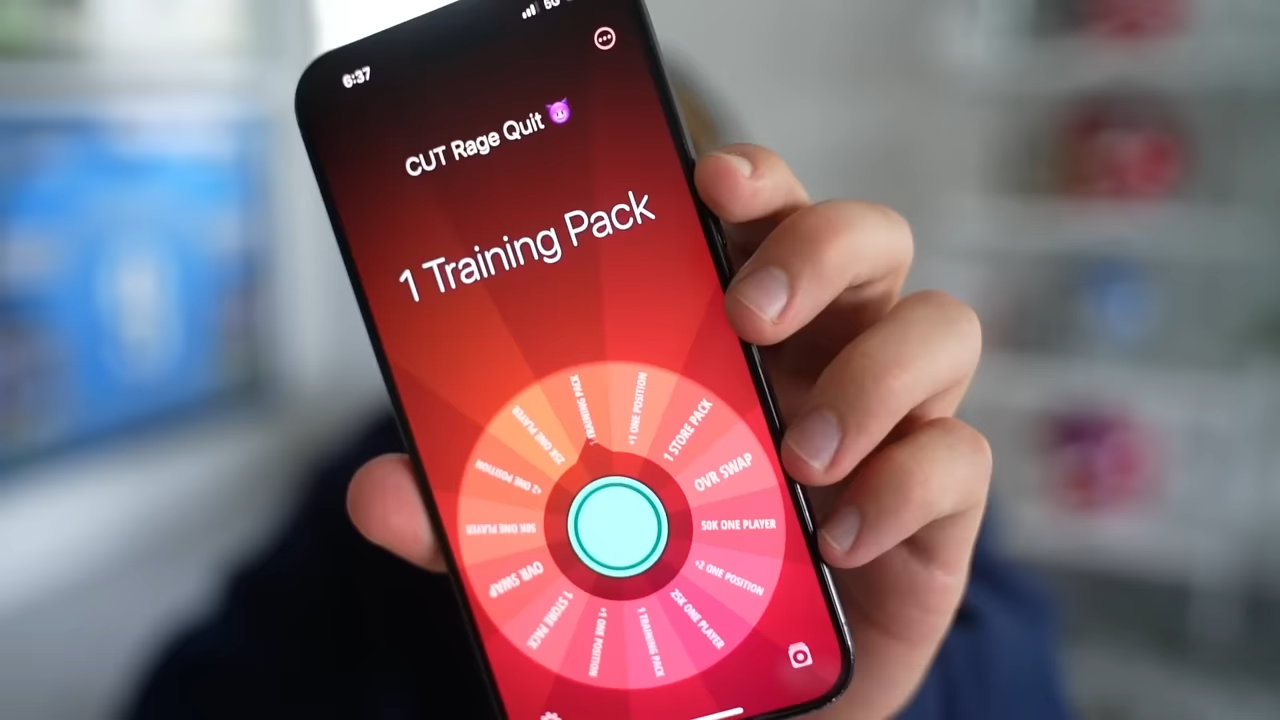 6:37
5G
CUT Rage Quit 😈
1 Training Pack
1 TRAINING PACK
+1 ONE POSITION
1 STORE PACK
OVR SWAP
50K ONE PLAYER
+2 ONE POSITION
25K ONE PLAYER
1 TRAINING PACK
+1 ONE POSITION
1 STORE PACK
OVR SWAP
50K ONE PLAYER
+2 ONE POSITION
25K ONE PLAYER